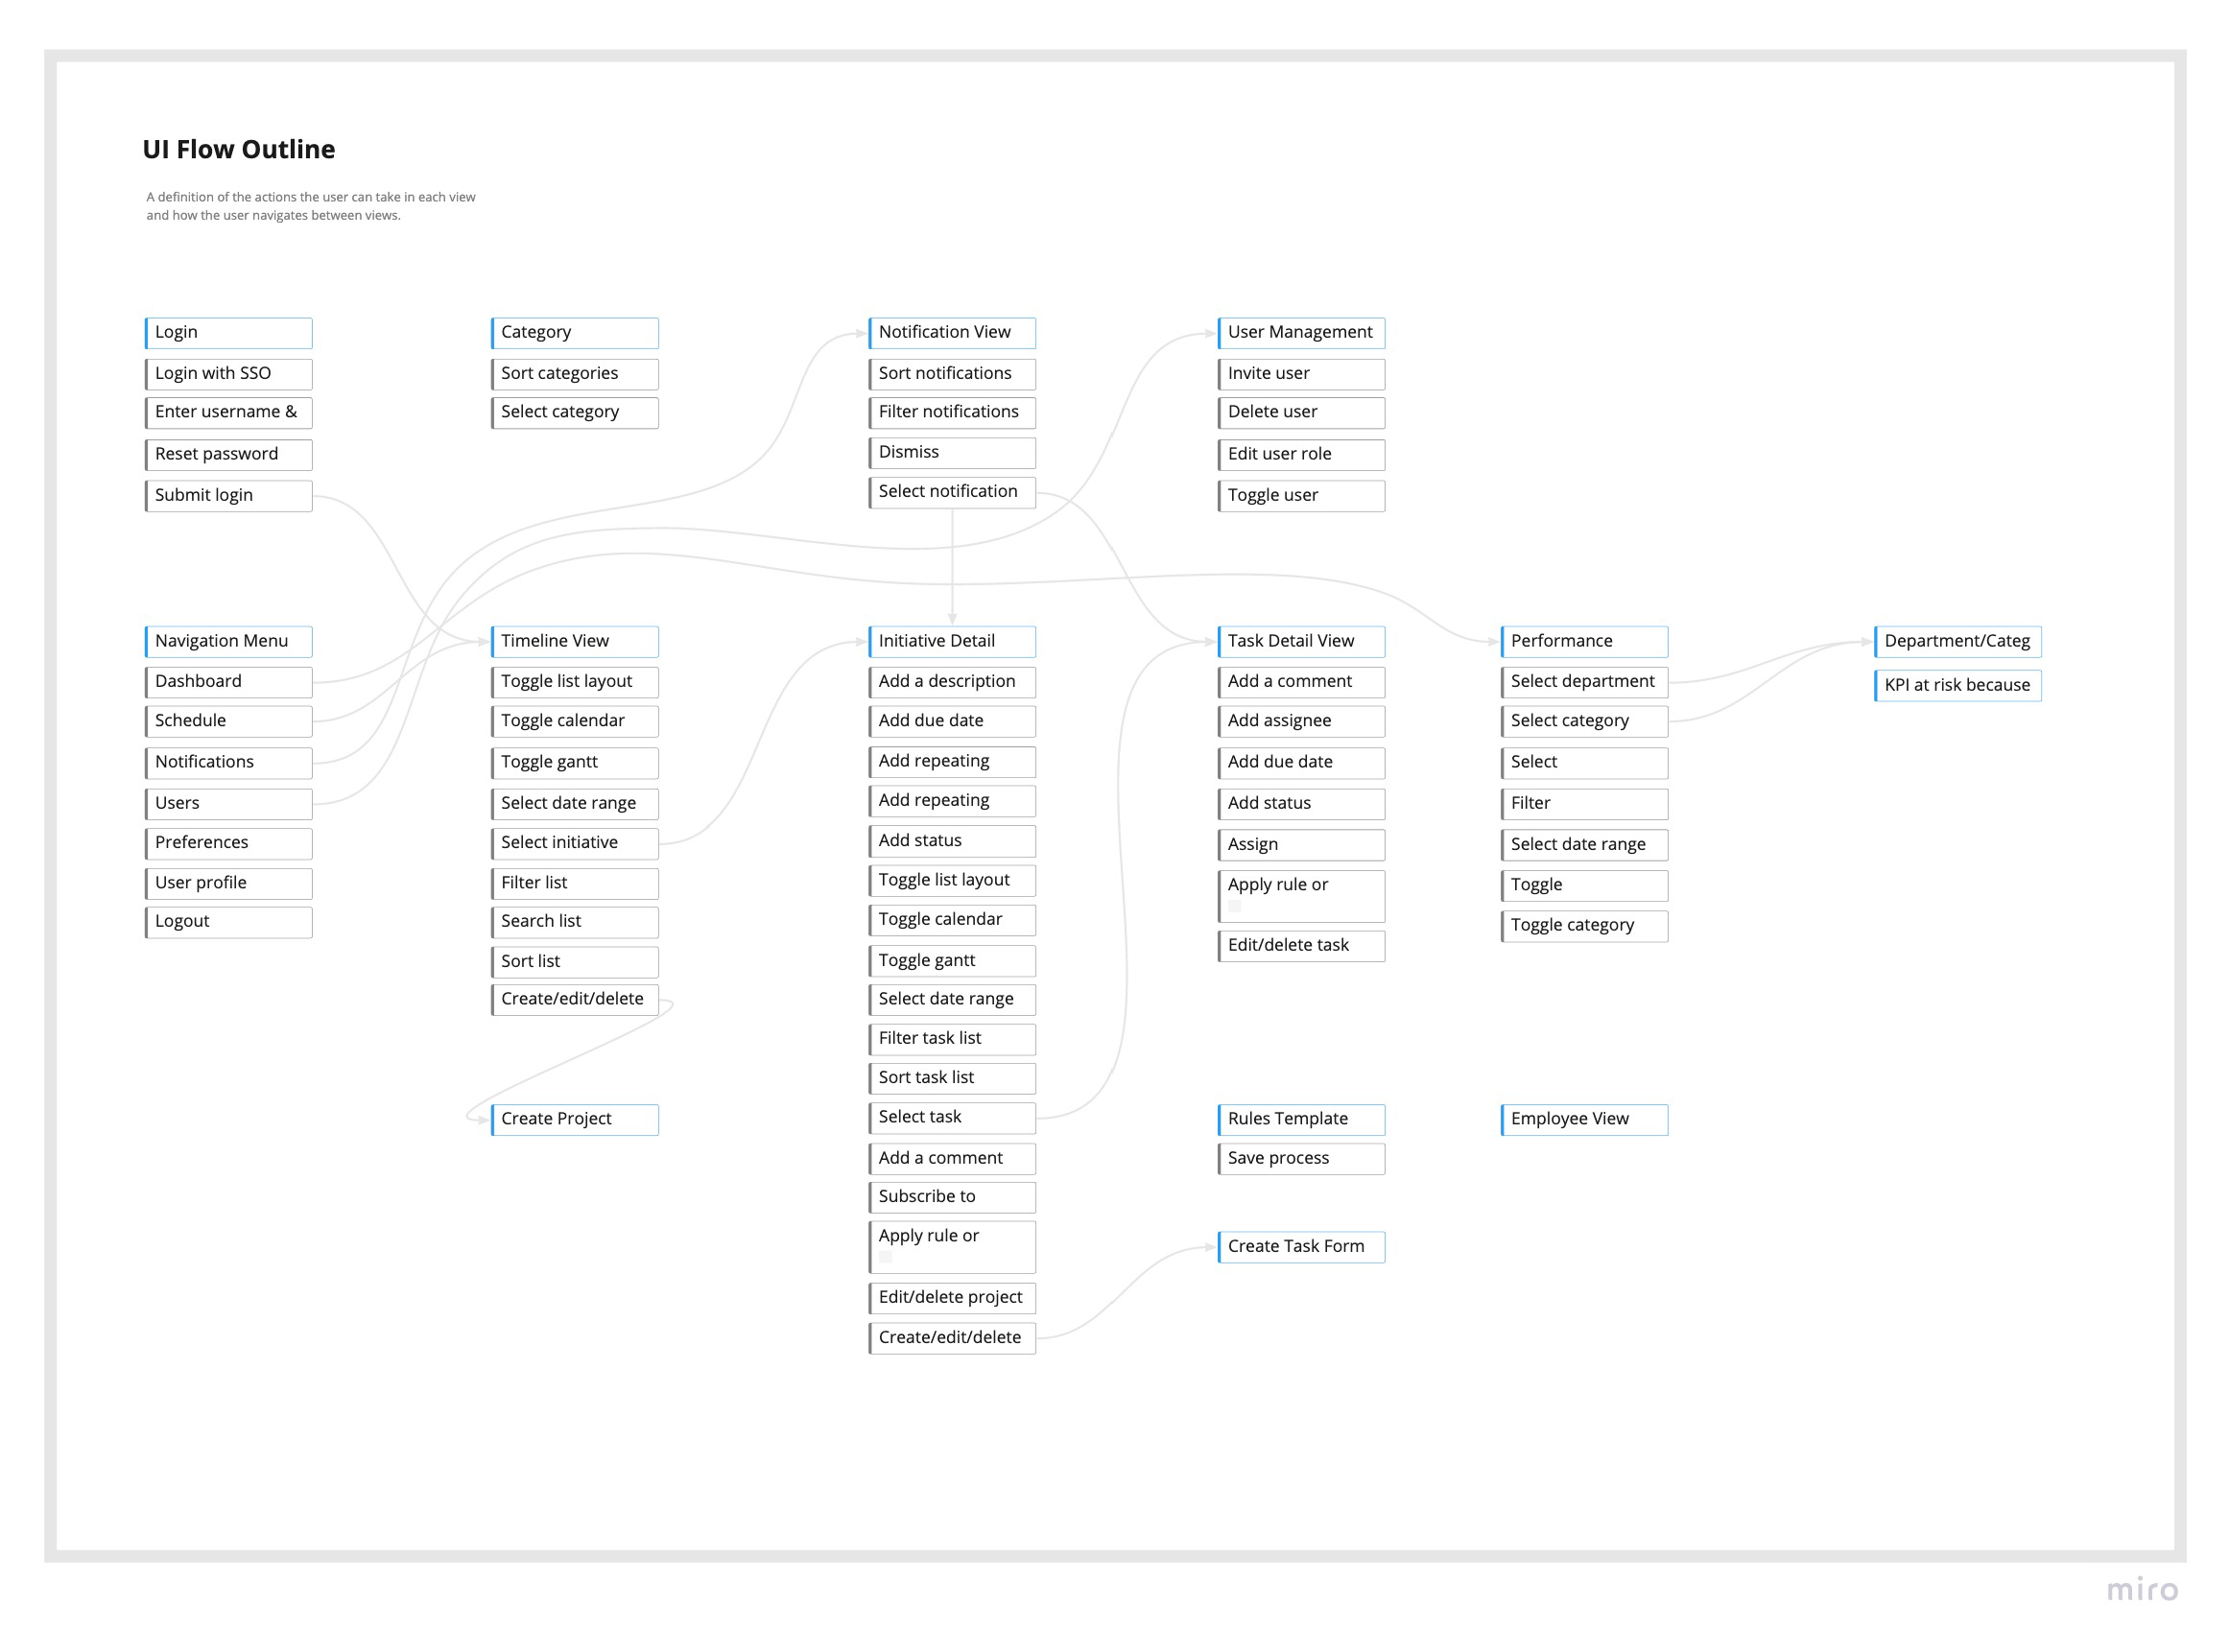 UI Flow Outline
A definition of the actions the user can take in each view
and how the user navigates between views.
Login
Login with SSO
Enter username &
Reset password
Submit login
Category
Sort categories
Select category
Notification View
Sort notifications
Filter notifications
Dismiss
Select notification
User Management
Invite user
Delete user
Edit user role
Toggle user
Navigation Menu
Dashboard
Schedule
Notifications
Users
Preferences
User profile
Logout
Timeline View
Toggle list layout
Toggle calendar
Toggle gantt
Select date range
Select initiative
Filter list
Search list
Sort list
Create/edit/delete
Create Project
Initiative Detail
Add a description
Add due date
Add repeating
Add repeating
Add status
Toggle list layout
Toggle calendar
Toggle gantt
Select date range
Filter task list
Sort task list
Select task
Add a comment
Subscribe to
Apply rule or
Edit/delete project
Create/edit/delete
Task Detail View
Add a comment
Add assignee
Add due date
Add status
Assign
Apply rule or
Edit/delete task
Rules Template
Save process
Create Task Form
Performance
Select department
Select category
Select
Filter
Select date range
Toggle
Toggle category
Employee View
Department/Categ
KPI at risk because
miro